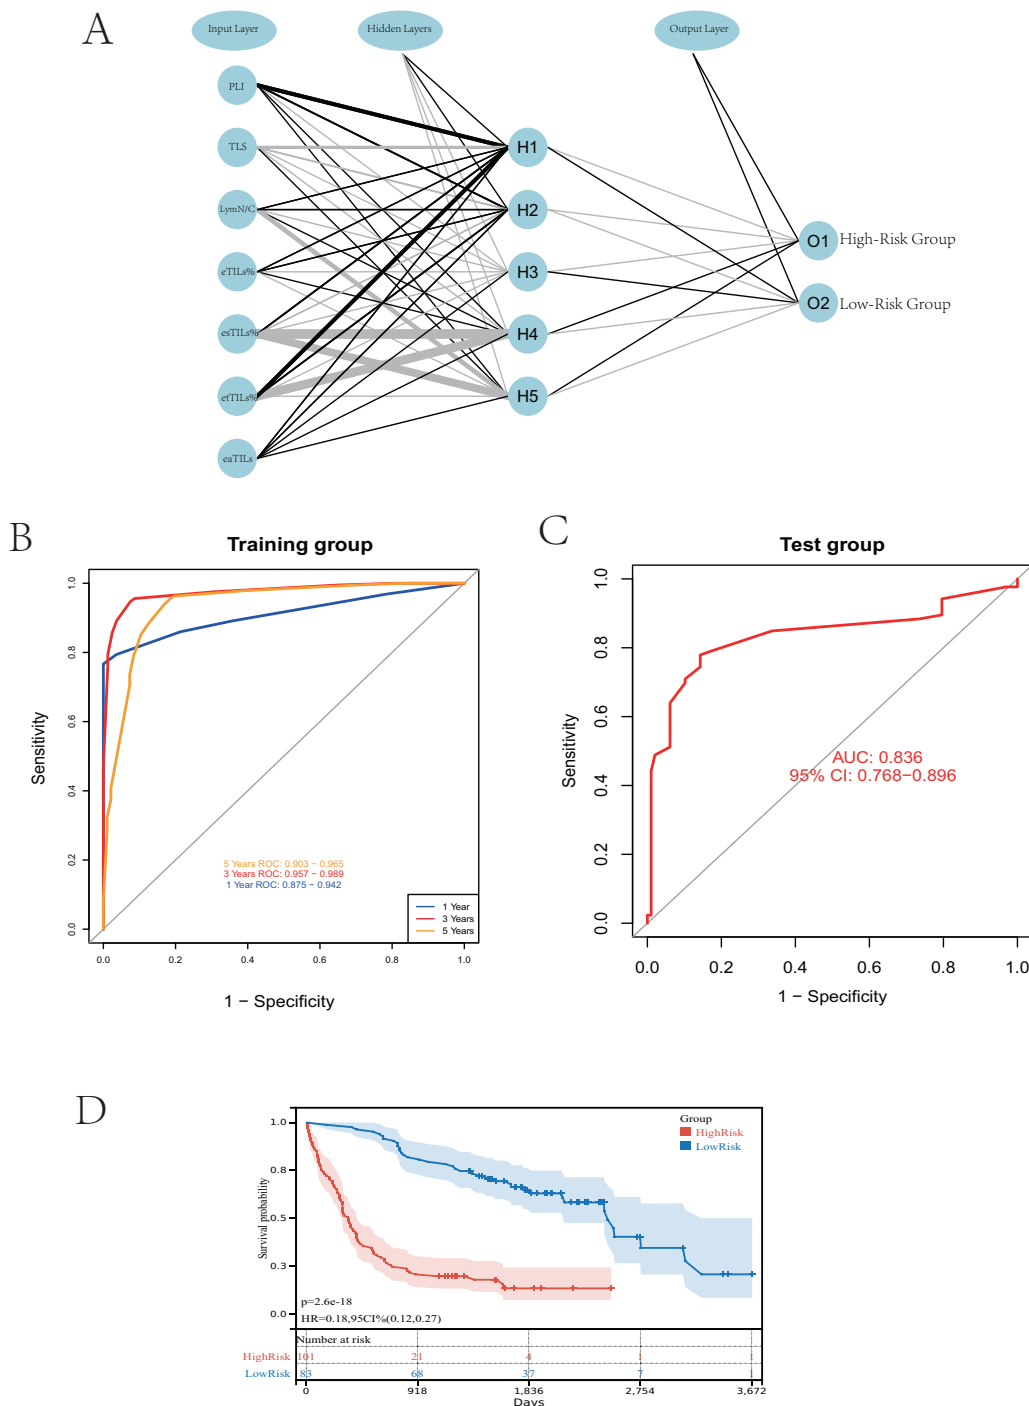 A
Input Layer
Hidden Layers
Output Layer
PLI
TLS
LymN/C
eTILs%
esTILs%
etTILs%
eaTILs
H1
H2
H3
H4
H5
O1 High-Risk Group
O2 Low-Risk Group
B
Training group
Sensitivity
1.0
0.8
0.6
0.4
0.2
0.0
5 Years ROC: 0.903 − 0.965
3 Years ROC: 0.957 − 0.989
1 Year ROC: 0.875 − 0.942
1 Year
3 Years
5 Years
0.0 0.2 0.4 0.6 0.8 1.0
1 − Specificity
C
Test group
Sensitivity
1.0
0.8
0.6
0.4
0.2
0.0
AUC: 0.836
95% CI: 0.768−0.896
0.0 0.2 0.4 0.6 0.8 1.0
1 − Specificity
D
Survival probability
1.0
0.8
0.5
0.3
0.0
Group
HighRisk
LowRisk
p=2.6e-18
HR=0.18,95CI%(0.12,0.27)
Number at risk
HighRisk 101 21 4 1 1
LowRisk 83 68 37 7 1
0 918 1,836 2,754 3,672
Days